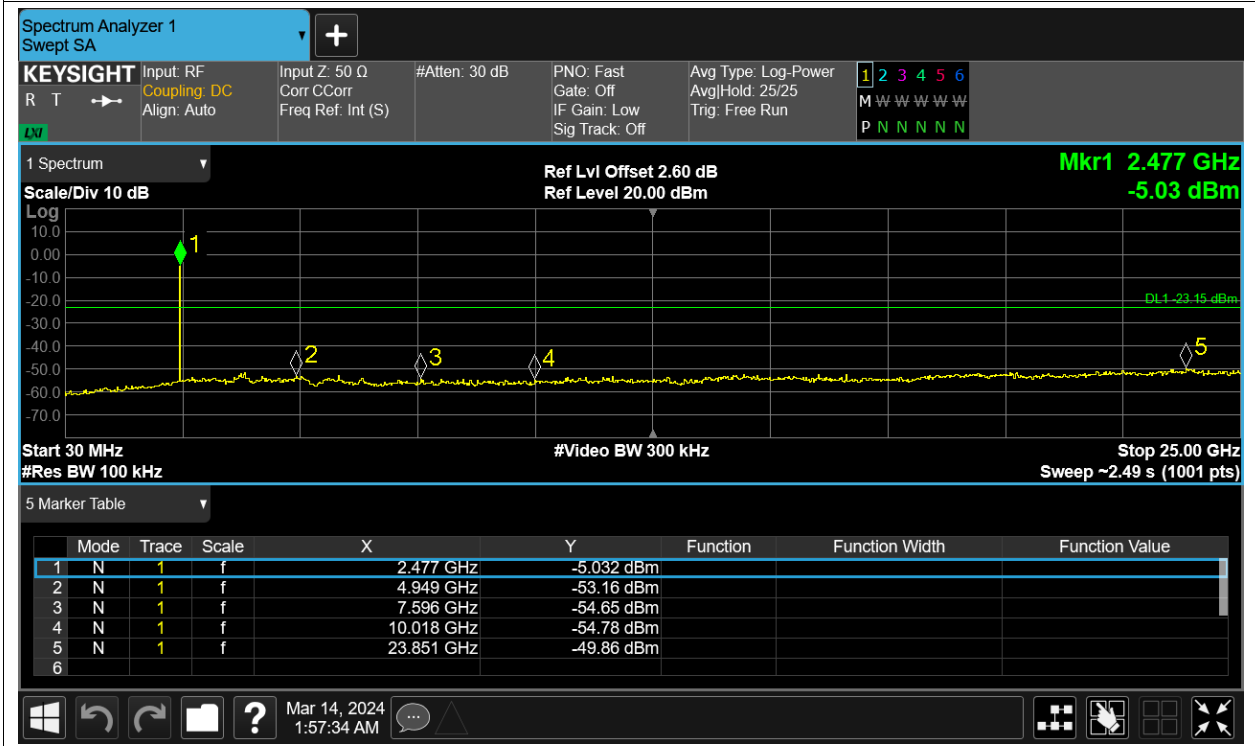 Spectrum Analyzer 1
Swept SA
+
KEYSIGHT Input: RF Input Z: 50 Ω #Atten: 30 dB PNO: Fast Avg Type: Log-Power 1 2 3 4 5 6
R T Coupling: DC Corr CCorr Gate: Off Avg|Hold: 25/25 M W W W W W
Align: Auto Freq Ref: Int (S) IF Gain: Low Trig: Free Run
LXI Sig Track: Off P N N N N N
1 Spectrum Ref Lvl Offset 2.60 dB Mkr1 2.477 GHz
Scale/Div 10 dB Ref Level 20.00 dBm -5.03 dBm
Log
10.0
0.00 1
-10.0
-20.0 DL1 -23.15 dBm
-30.0
-40.0 2 3 4 5
-50.0
-60.0
-70.0
Start 30 MHz #Video BW 300 kHz Stop 25.00 GHz
#Res BW 100 kHz Sweep ~2.49 s (1001 pts)
5 Marker Table
Mode Trace Scale X Y Function Function Width Function Value
1 N 1 f 2.477 GHz -5.032 dBm
2 N 1 f 4.949 GHz -53.16 dBm
3 N 1 f 7.596 GHz -54.65 dBm
4 N 1 f 10.018 GHz -54.78 dBm
5 N 1 f 23.851 GHz -49.86 dBm
6
? Mar 14, 2024
1:57:34 AM